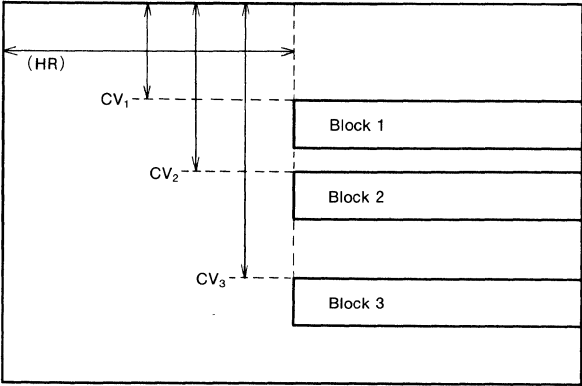 (HR)
CV₁
Block 1
CV₂
Block 2
CV₃
Block 3